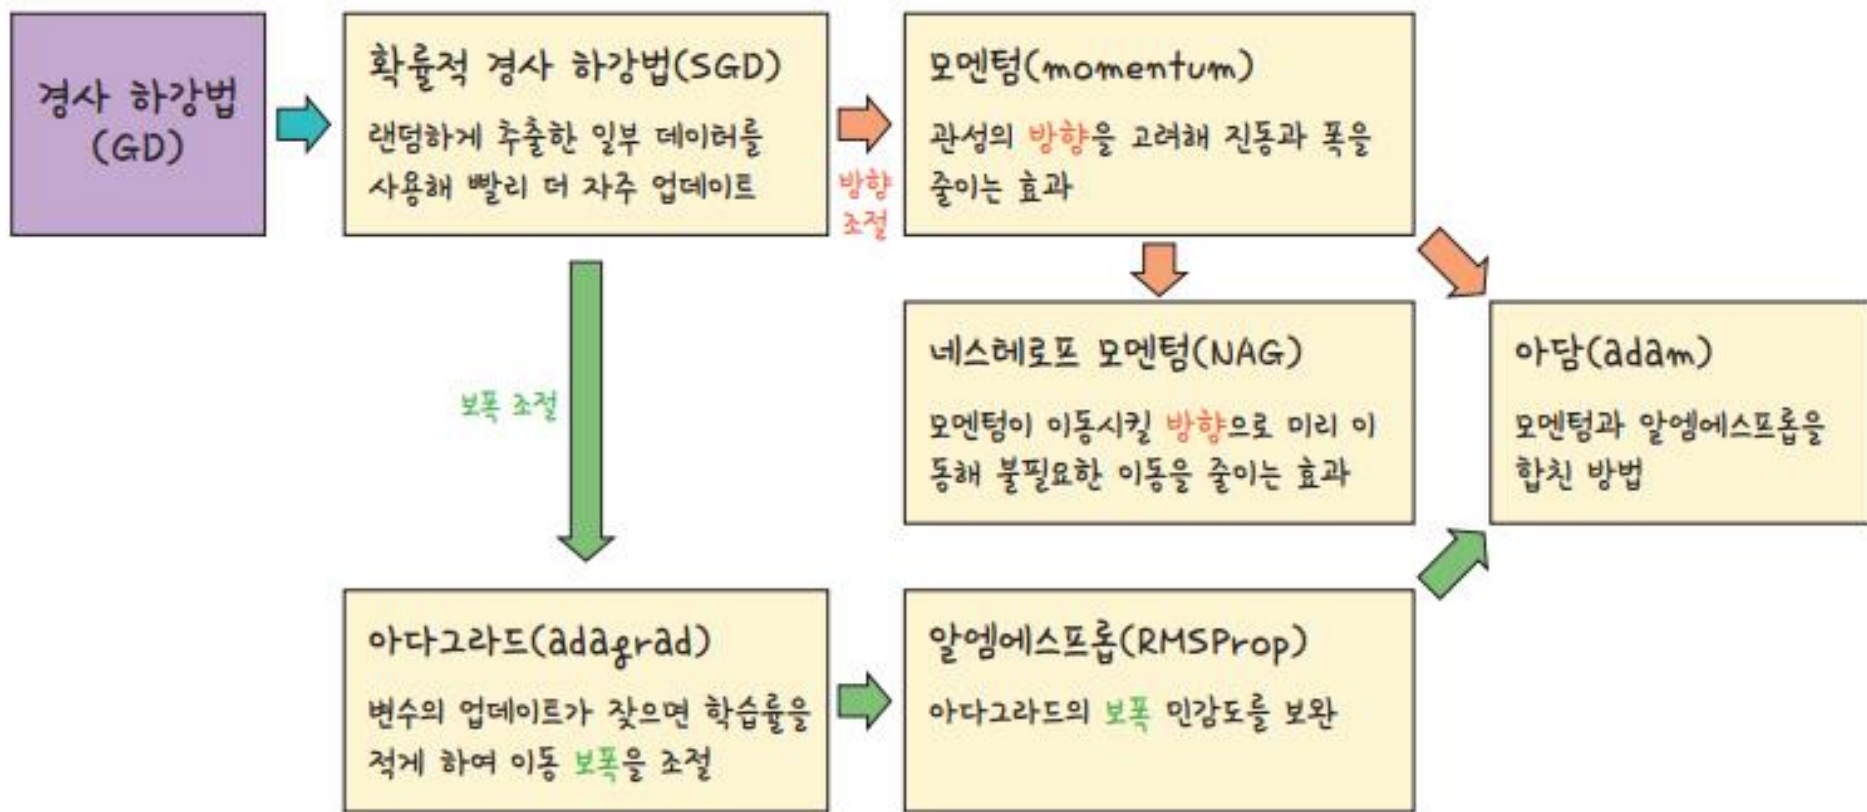 경사 하강법
(GD)
확률적 경사 하강법(SGD)
랜덤하게 추출한 일부 데이터를
사용해 빨리 더 자주 업데이트
방향
조절
모멘텀(momentum)
관성의 방향을 고려해 진동과 폭을
줄이는 효과
네스테로프 모멘텀(NAG)
모멘텀이 이동시킬 방향으로 미리 이
동해 불필요한 이동을 줄이는 효과
아담(adam)
모멘텀과 알엠에스프롭을
합친 방법
보폭 조절
아다그라드(adagrad)
변수의 업데이트가 잦으면 학습률을
적게 하여 이동 보폭을 조절
알엠에스프롭(RMSProp)
아다그라드의 보폭 민감도를 보완